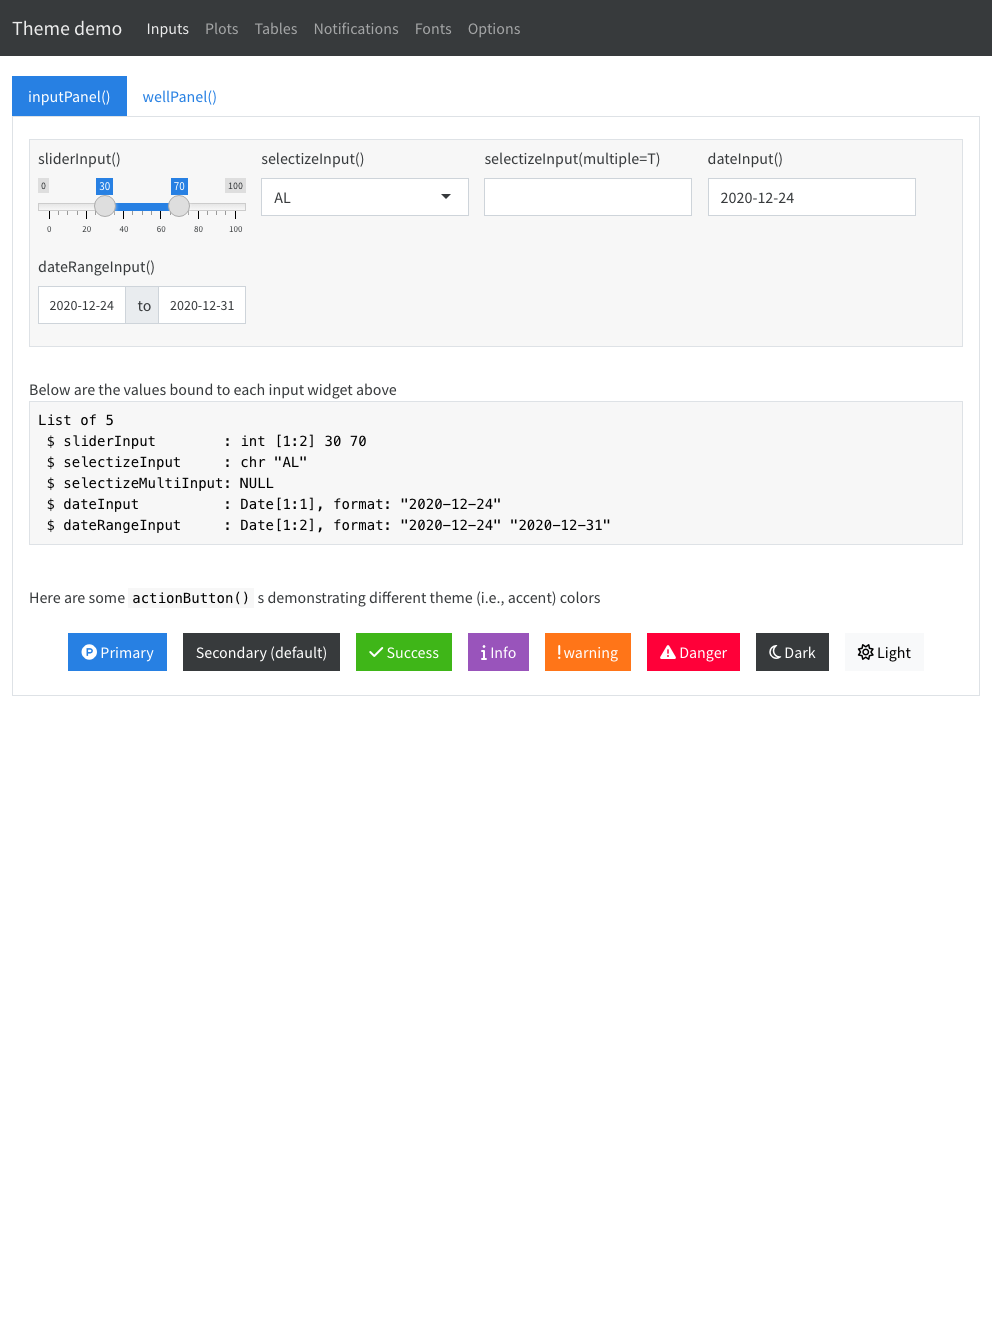 Theme demo Inputs Plots Tables Notifications Fonts Options
inputPanel() wellPanel()
sliderInput() selectizeInput() selectizeInput(multiple=T) dateInput()
0 30 70 100
AL 2020-12-24
0 20 40 60 80 100
dateRangeInput()
2020-12-24 to 2020-12-31
Below are the values bound to each input widget above
List of 5
 $ sliderInput        : int [1:2] 30 70
 $ selectizeInput     : chr "AL"
 $ selectizeMultiInput: NULL
 $ dateInput          : Date[1:1], format: "2020-12-24"
 $ dateRangeInput     : Date[1:2], format: "2020-12-24" "2020-12-31"
Here are some actionButton() s demonstrating different theme (i.e., accent) colors
Primary Secondary (default) Success Info warning Danger Dark Light